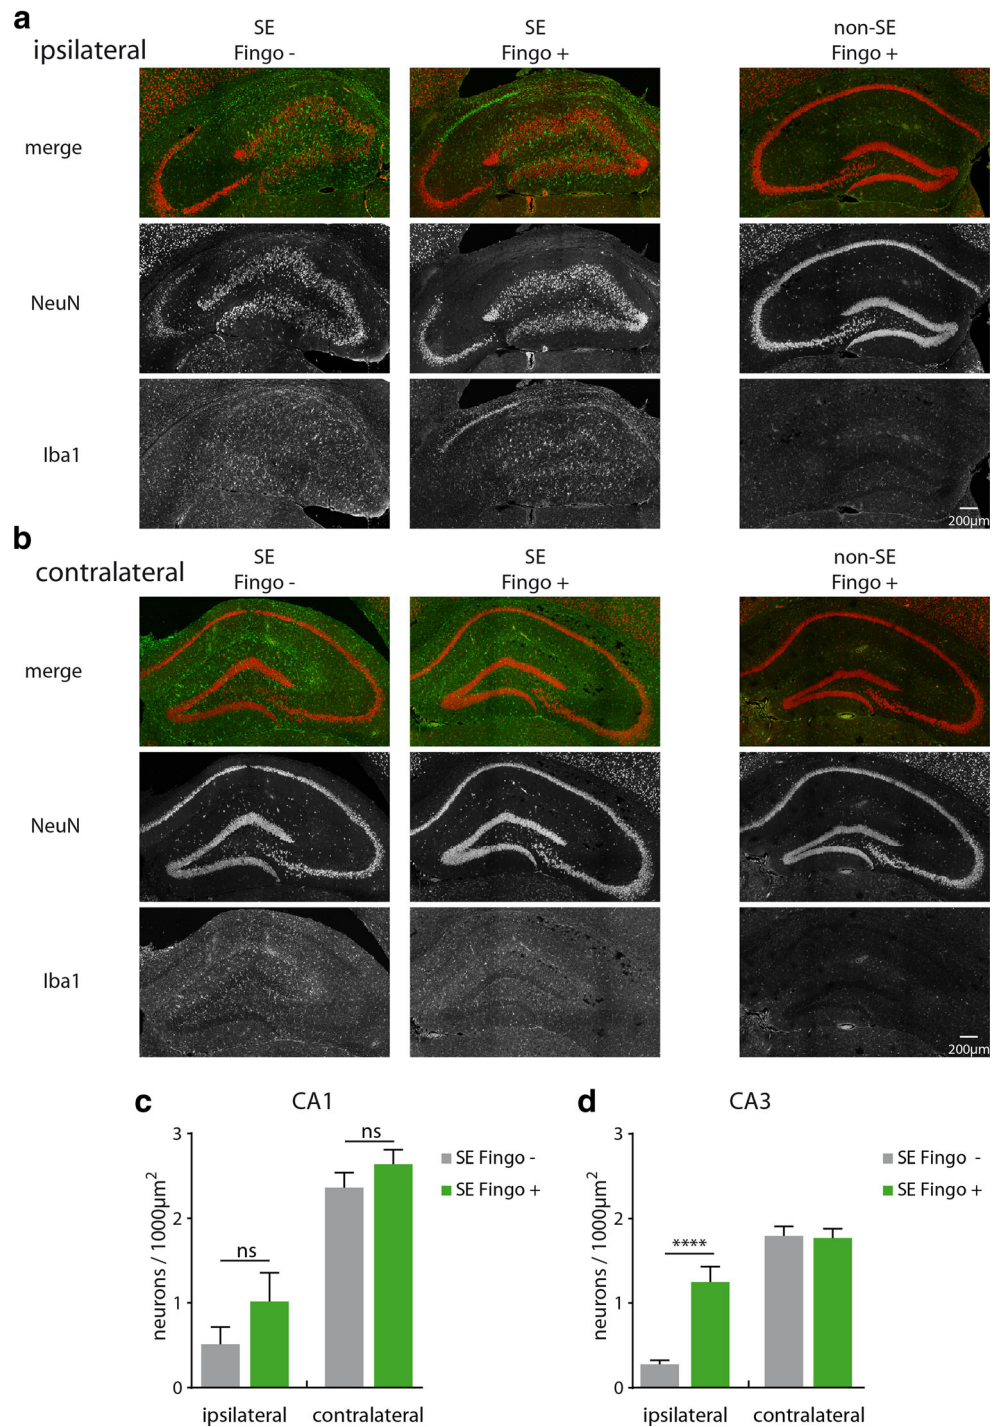 a
ipsilateral
SE
Fingo -
SE
Fingo +
non-SE
Fingo +
merge
NeuN
Iba1
200µm
b
contralateral
SE
Fingo -
SE
Fingo +
non-SE
Fingo +
merge
NeuN
Iba1
200µm
c
CA1
neurons / 1000µm²
3
2
1
0
ns
ns
ipsilateral
contralateral
SE Fingo -
SE Fingo +
d
CA3
neurons / 1000µm²
3
2
1
0
****
ipsilateral
contralateral
SE Fingo -
SE Fingo +